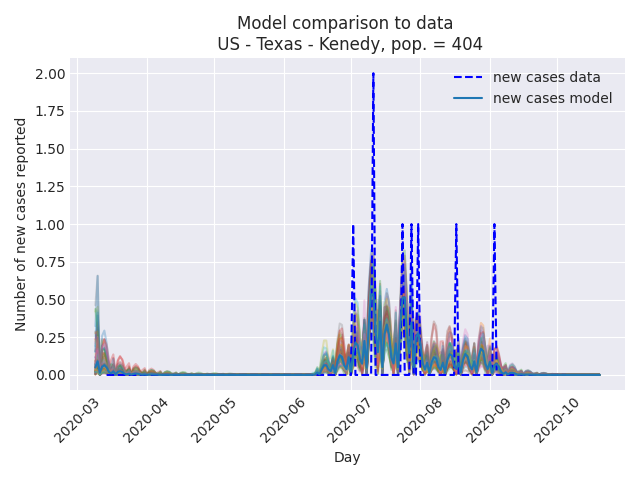 Model comparison to data
US - Texas - Kenedy, pop. = 404
new cases data
new cases model
Number of new cases reported
2.00
1.75
1.50
1.25
1.00
0.75
0.50
0.25
0.00
2020-03
2020-04
2020-05
2020-06
2020-07
2020-08
2020-09
2020-10
Day